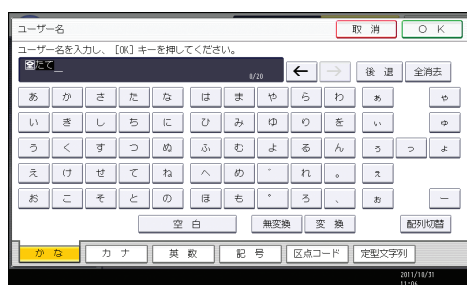 ユーザー名
取 消
O K
ユーザー名を入力し、[OK] キーを押してください。
全たて_
8/20
←
→
後 退
全消去
あ か さ た な は ま や ら わ ぁ ゃ
い き し ち に ひ み ゆ り を ぃ ゅ
う く す つ ぬ ふ む よ る ん ぅ っ ょ
え け せ て ね へ め ゛ れ 。 ぇ
お こ そ と の ほ も ゜ ろ 、 ぉ ー
空 白
無変換
変 換
配列切替
か な
カ ナ
英 数
記 号
区点コード
定型文字列
2011/10/31
11:06